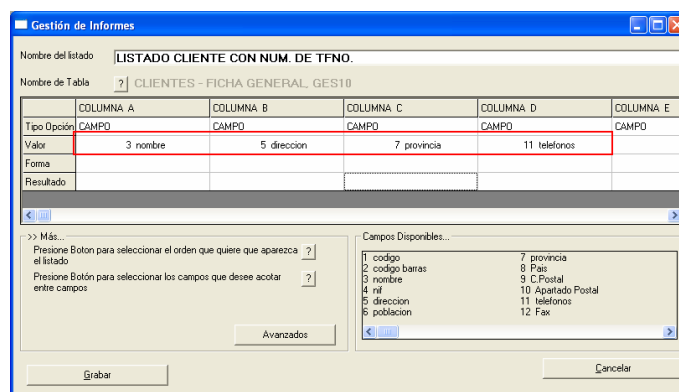 Gestión de Informes
Nombre del listado LISTADO CLIENTE CON NUM. DE TFNO.
Nombre de Tabla ? CLIENTES - FICHA GENERAL, GES10
COLUMNA A COLUMNA B COLUMNA C COLUMNA D COLUMNA E
Tipo Opción CAMPO CAMPO CAMPO CAMPO CAMPO
Valor 3 nombre 5 direccion 7 provincia 11 telefonos
Forma
Resultado
>> Más...
Presione Boton para seleccionar el orden que quiere que aparezca el listado ?
Presione Botón para seleccionar los campos que desee acotar entre campos ?
Avanzados
Campos Disponibles...
1 codigo 7 provincia
2 codigo barras 8 Pais
3 nombre 9 C.Postal
4 nif 10 Apartado Postal
5 direccion 11 telefonos
6 poblacion 12 Fax
Grabar Cancelar